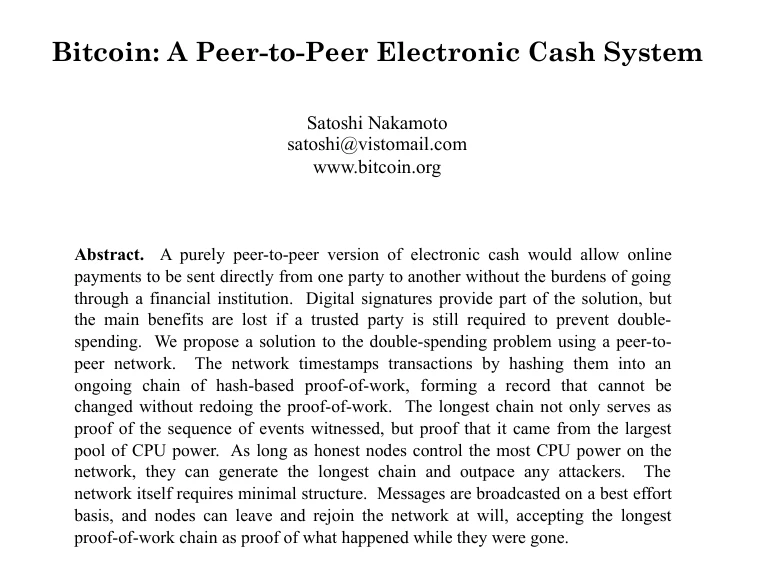 Bitcoin: A Peer-to-Peer Electronic Cash System
Satoshi Nakamoto
satoshi@vistomail.com
www.bitcoin.org
Abstract. A purely peer-to-peer version of electronic cash would allow online
payments to be sent directly from one party to another without the burdens of going
through a financial institution. Digital signatures provide part of the solution, but
the main benefits are lost if a trusted party is still required to prevent double-
spending. We propose a solution to the double-spending problem using a peer-to-
peer network. The network timestamps transactions by hashing them into an
ongoing chain of hash-based proof-of-work, forming a record that cannot be
changed without redoing the proof-of-work. The longest chain not only serves as
proof of the sequence of events witnessed, but proof that it came from the largest
pool of CPU power. As long as honest nodes control the most CPU power on the
network, they can generate the longest chain and outpace any attackers. The
network itself requires minimal structure. Messages are broadcasted on a best effort
basis, and nodes can leave and rejoin the network at will, accepting the longest
proof-of-work chain as proof of what happened while they were gone.